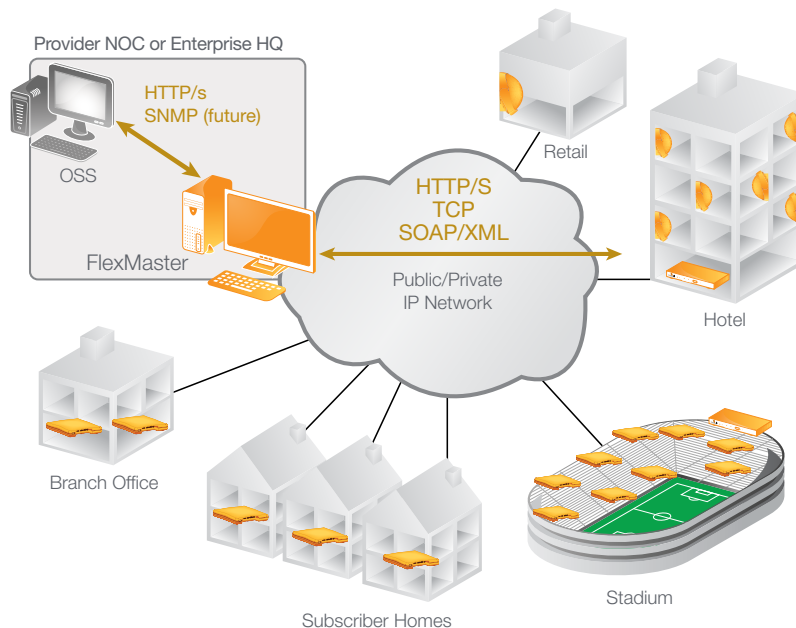 Provider NOC or Enterprise HQ
HTTP/s
SNMP (future)
OSS
FlexMaster
HTTP/S
TCP
SOAP/XML
Public/Private
IP Network
Retail
Hotel
Branch Office
Subscriber Homes
Stadium